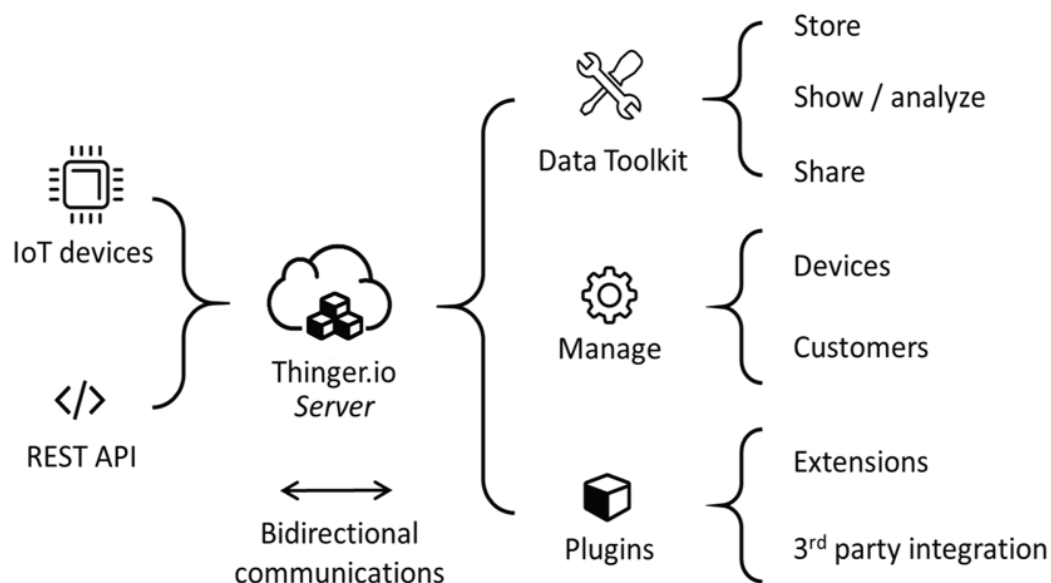 IoT devices
REST API
Thinger.io
Server
Bidirectional
communications
Data Toolkit
Store
Show / analyze
Share
Manage
Devices
Customers
Plugins
Extensions
3rd party integration